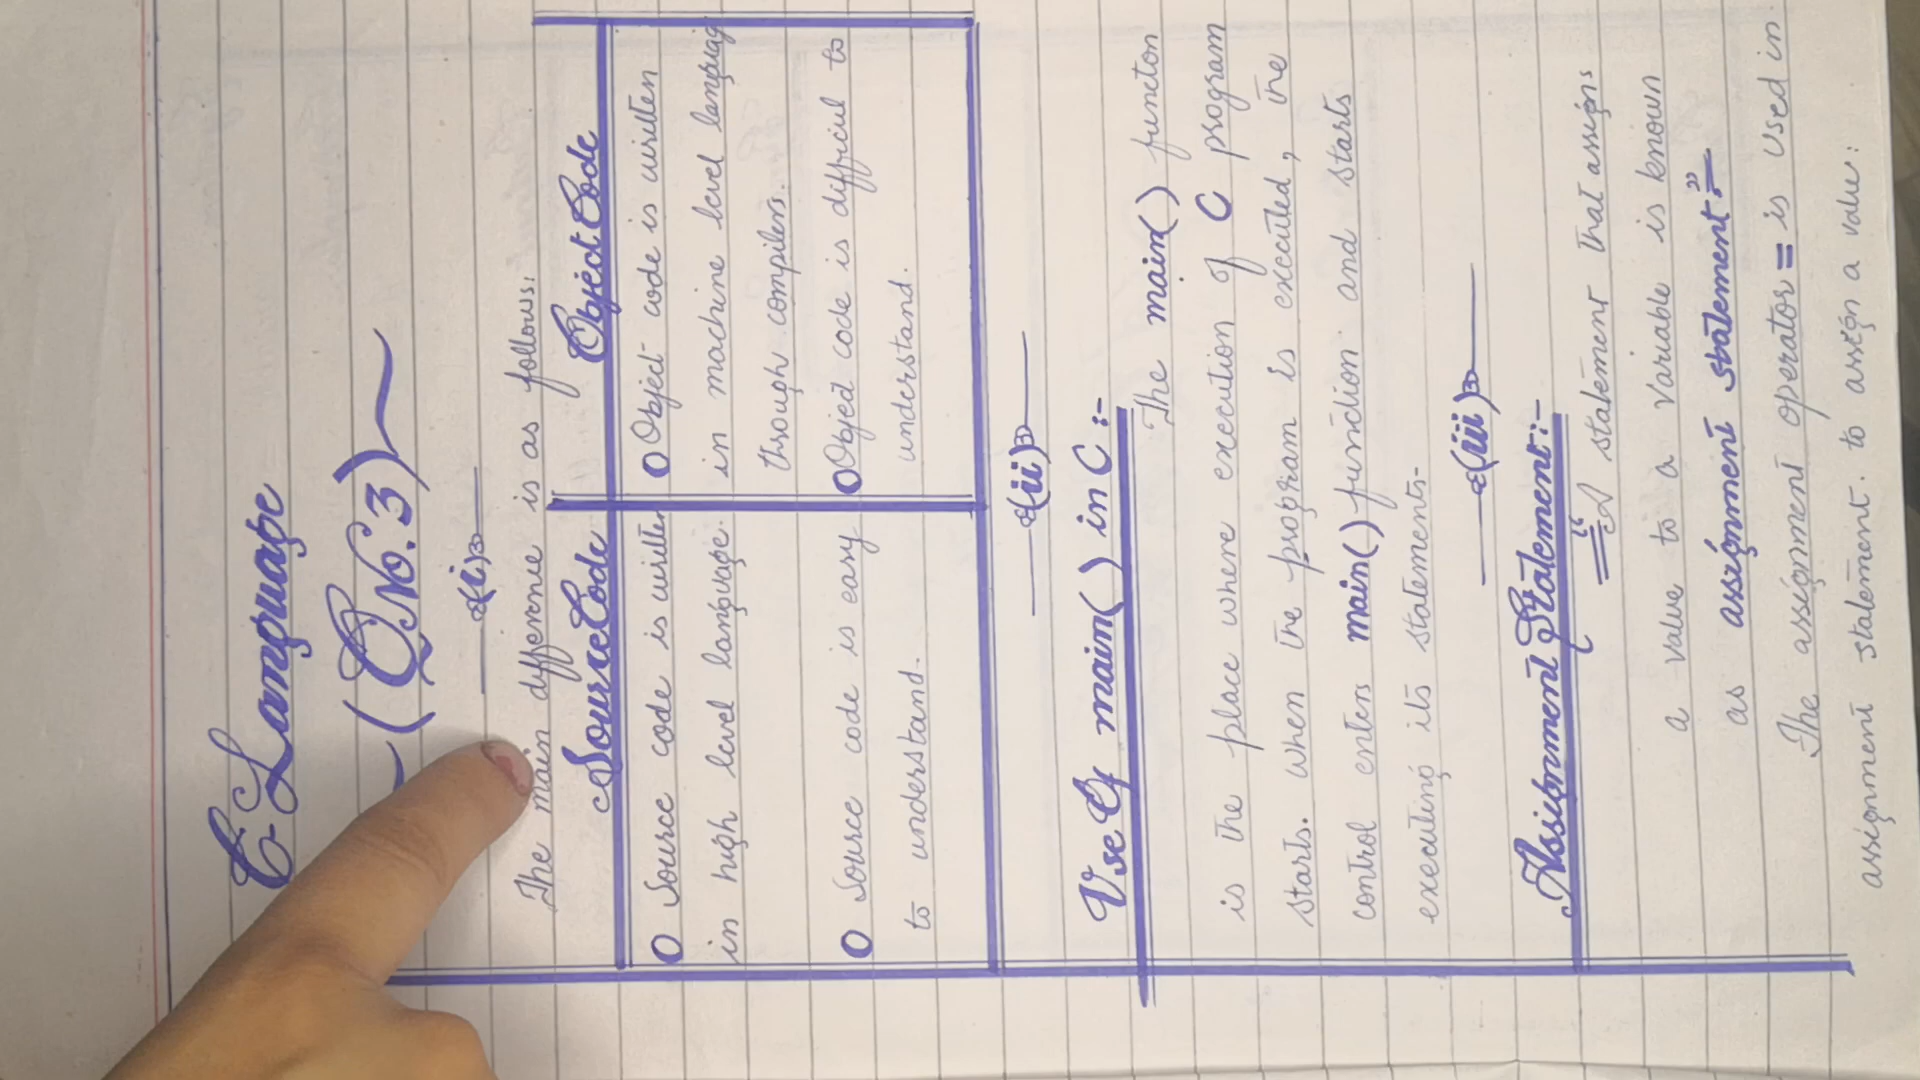 C-Language
(Q No. 3)
(i)
The main difference is as follows:
Source Code
O Source code is written
in high level language.
O Source code is easy
to understand.
Object Code
O Object code is written
in machine level languag
through compilers.
O Object code is difficul to
understand.
(ii)
Use Of main() in C :-
The main() functon
is the place where execution of C program
starts. When the program is executed, the
control enters main() function and starts
executing its statements.
(iii)
Assignment Statement:-
"A statement that assigns
a value to a variable is known
as assignment statement."
The assignment operator = is used in
assignment statement. to assign a value: